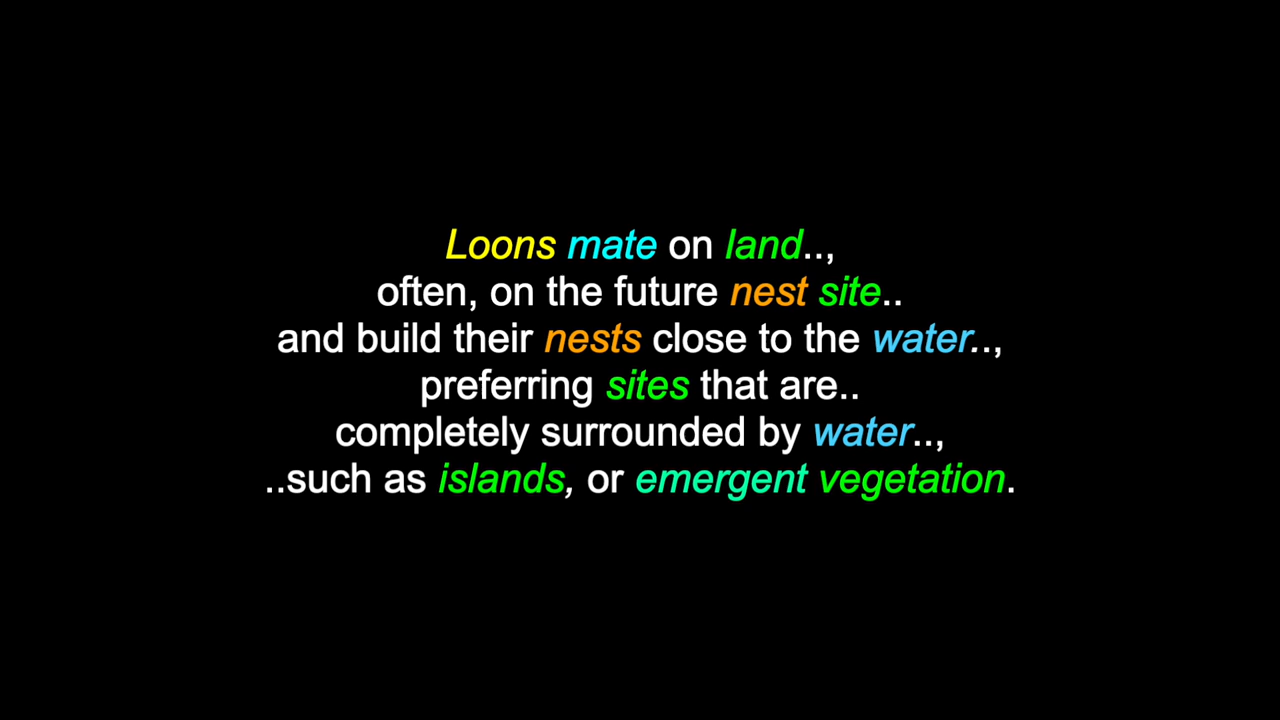 Loons mate on land..,
often, on the future nest site..
and build their nests close to the water..,
preferring sites that are..
completely surrounded by water..,
..such as islands, or emergent vegetation.